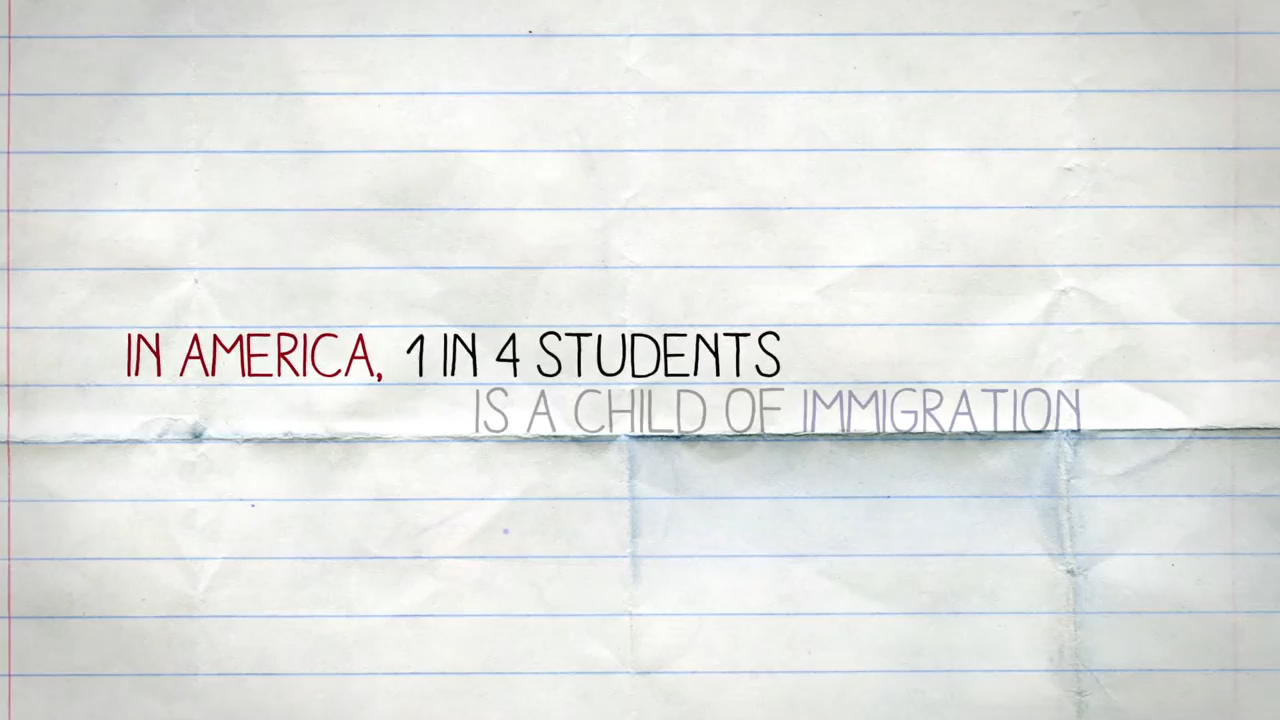 IN AMERICA, 1 IN 4 STUDENTS
IS A CHILD OF IMMIGRATION